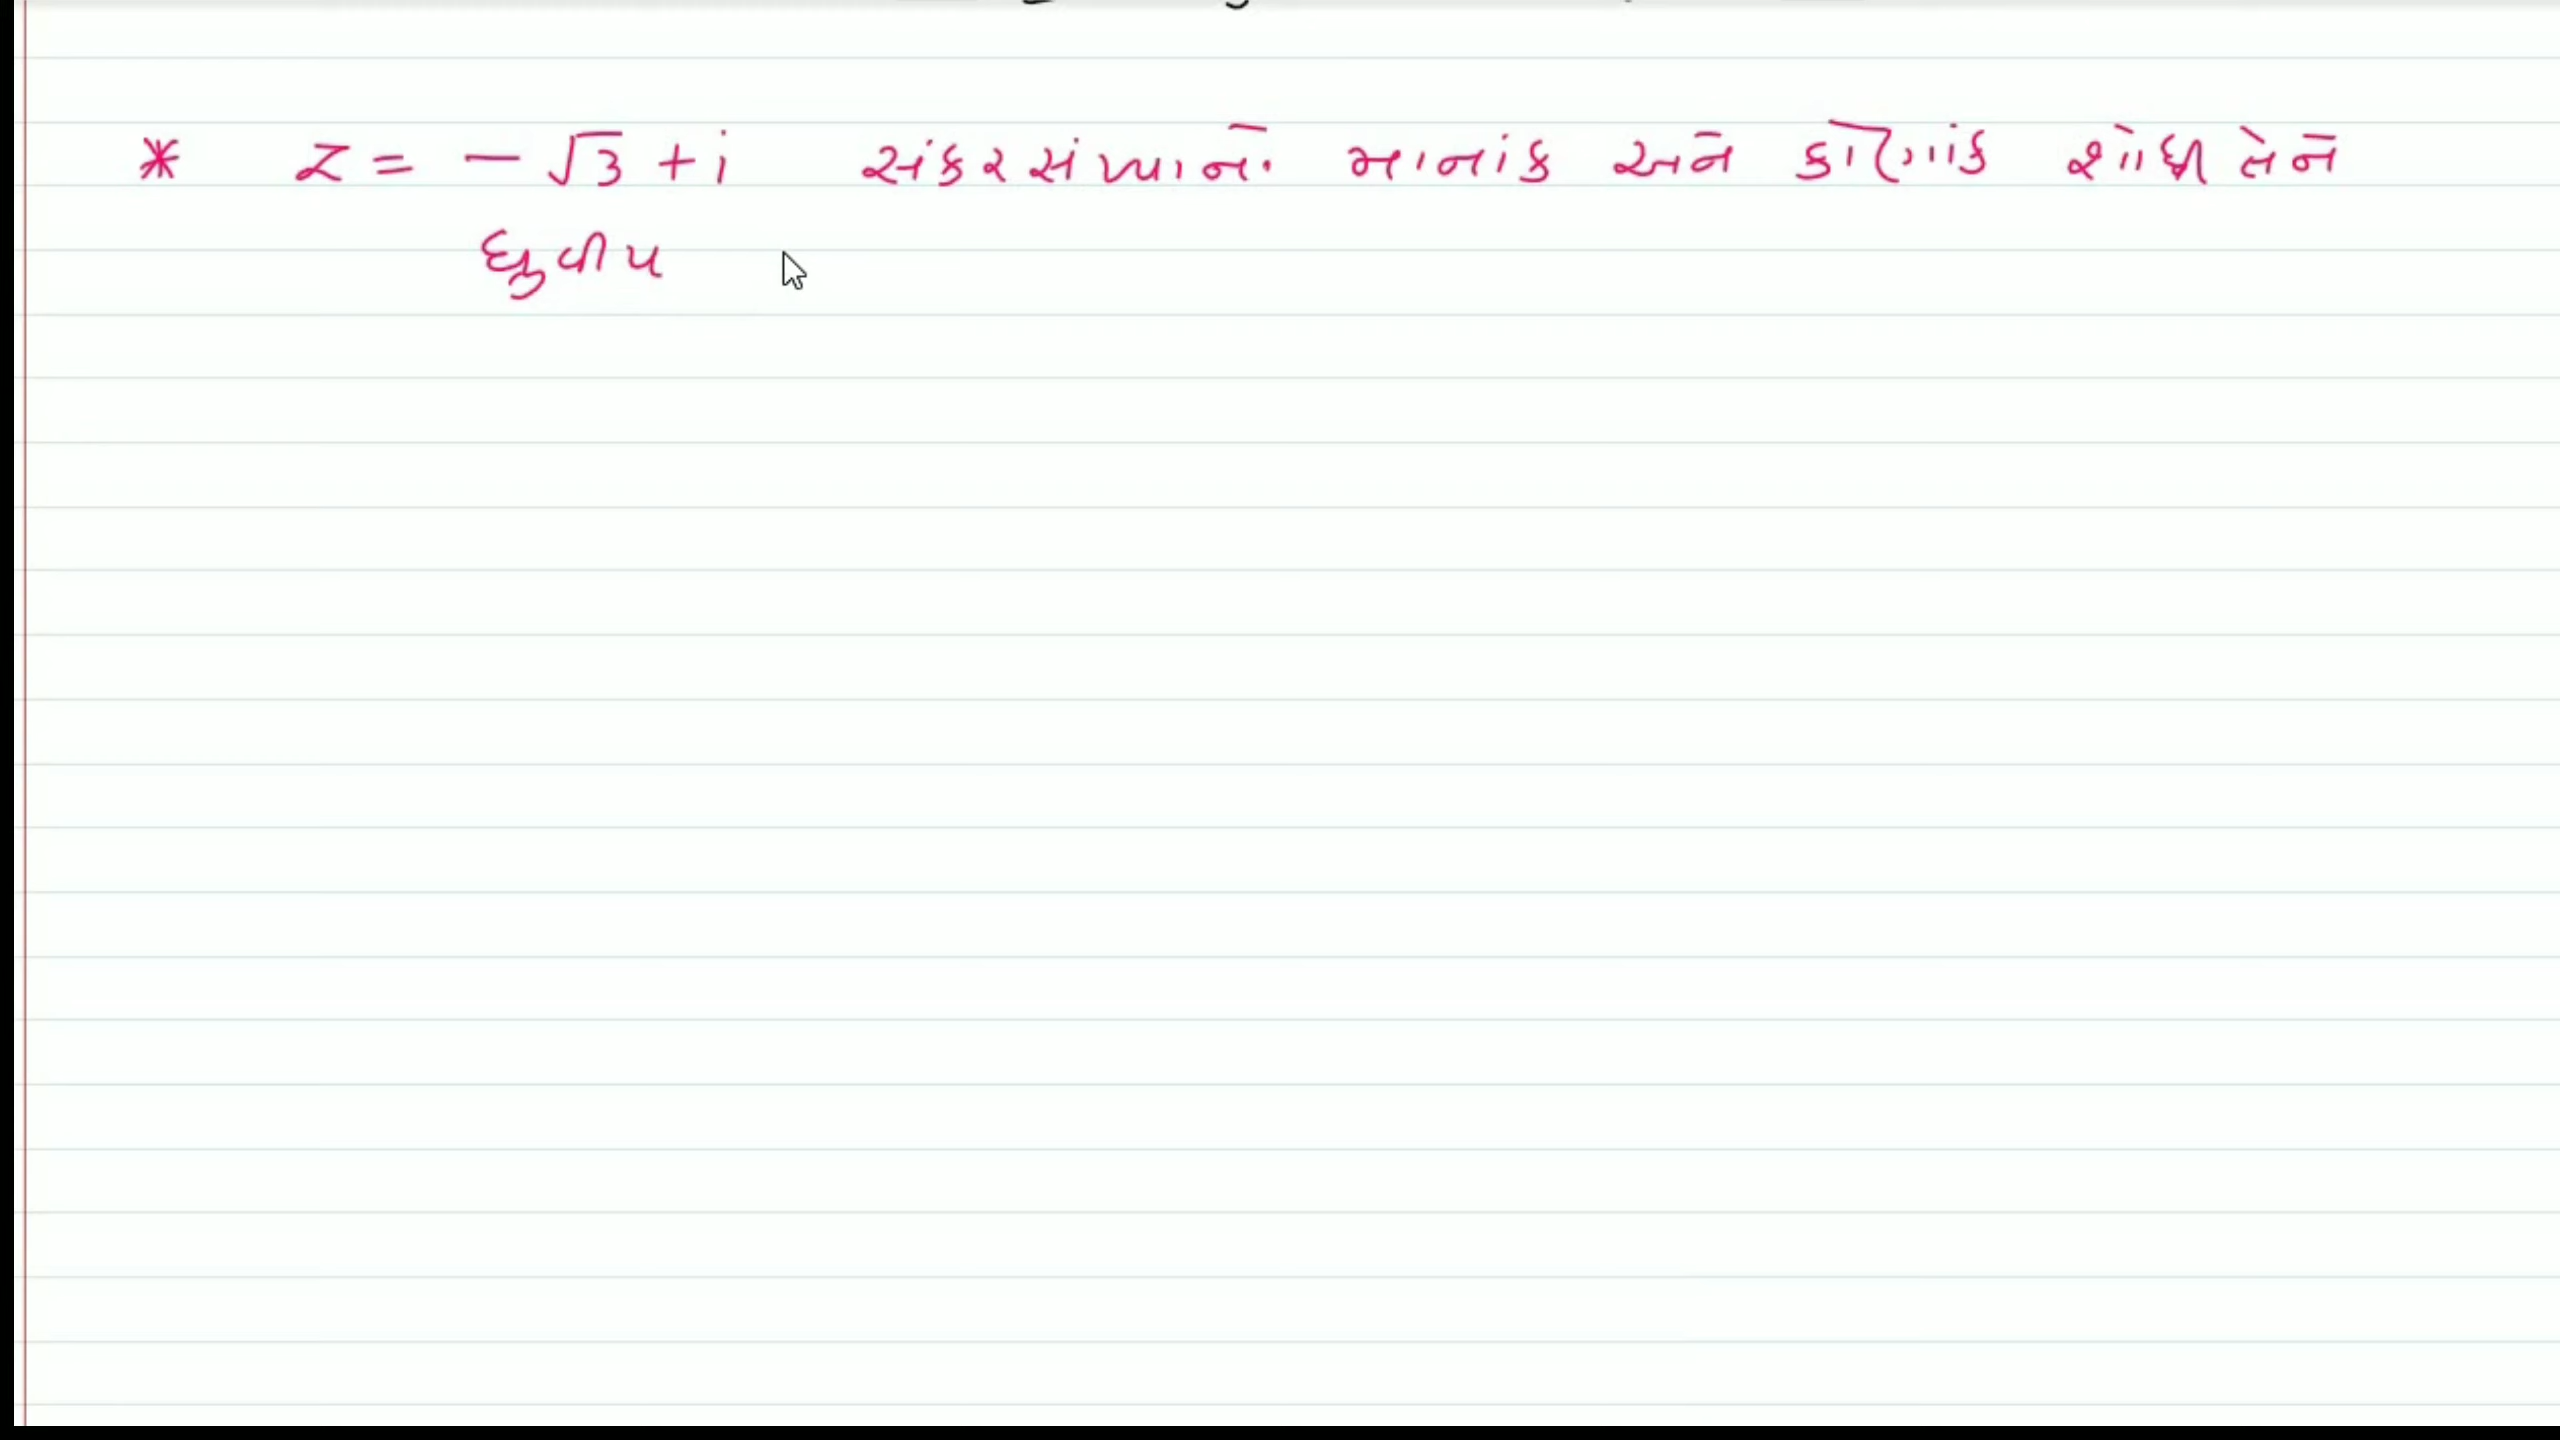 * z = -√3 + i સંકર સંખ્યાનો માનાંક અને કોણાંક શોધી તેને
ધ્રુવીય